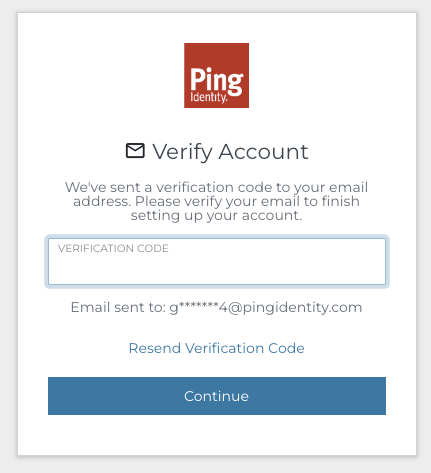 Ping
Identity.
Verify Account
We've sent a verification code to your email
address. Please verify your email to finish
setting up your account.
VERIFICATION CODE
Email sent to: g*******4@pingidentity.com
Resend Verification Code
Continue